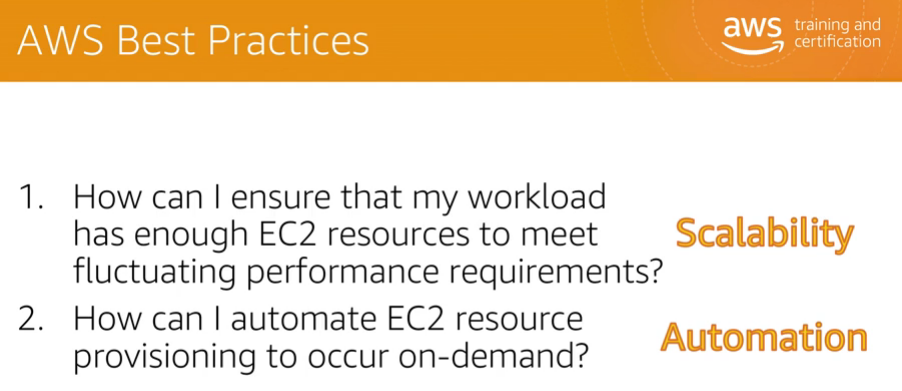 AWS Best Practices
aws training and
certification
1. How can I ensure that my workload
has enough EC2 resources to meet
fluctuating performance requirements?
Scalability
2. How can I automate EC2 resource
provisioning to occur on-demand?
Automation